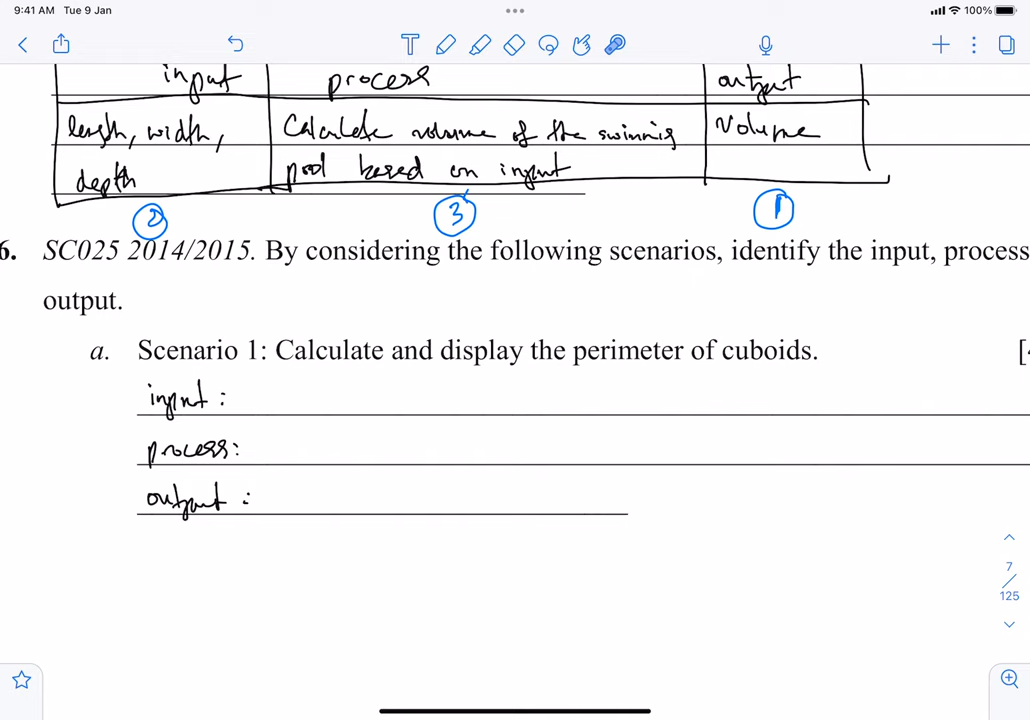 9:41 AM Tue 9 Jan 100%
input process output
length, width, Calculate volume of the swinnig Volume
depth pool based on input
2 3 1
6. SC025 2014/2015. By considering the following scenarios, identify the input, process
output.
a. Scenario 1: Calculate and display the perimeter of cuboids. [
input :
process:
output :
7
/
125